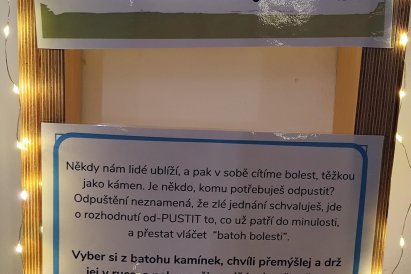 Někdy nám lidé ublíží, a pak v sobě cítíme bolest, těžkou
jako kámen. Je někdo, komu potřebuješ odpustit?
Odpuštění neznamená, že zlé jednání schvaluješ, jde
o rozhodnutí od-PUSTIT to, co už patří do minulosti,
a přestat vláčet "batoh bolesti".
Vyber si z batohu kamínek, chvíli přemýšlej a drž
jej v